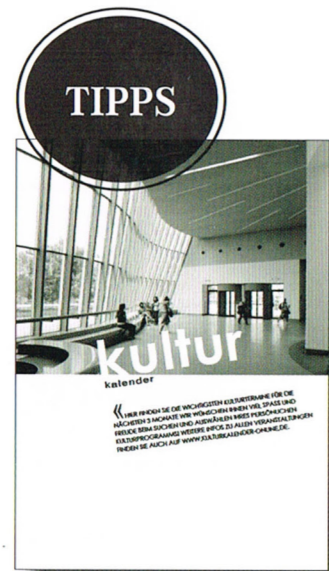 TIPPS
kultur
kalender
« HIER FINDEN SIE DIE WICHTIGSTEN KULTURTERMINE FÜR DIE
NÄCHSTEN 3 MONATE WIR WÜNSCHEN IHNEN VIEL SPASS UND
FREUDE BEIM SUCHEN UND AUSWÄHLEN IHRES PERSÖNLICHEN
KULTURPROGRAMMS! WEITERE INFOS ZU ALLEN VERANSTALTUNGEN
FINDEN SIE AUCH AUF WWW.KULTURKALENDER-ONLINE.DE.